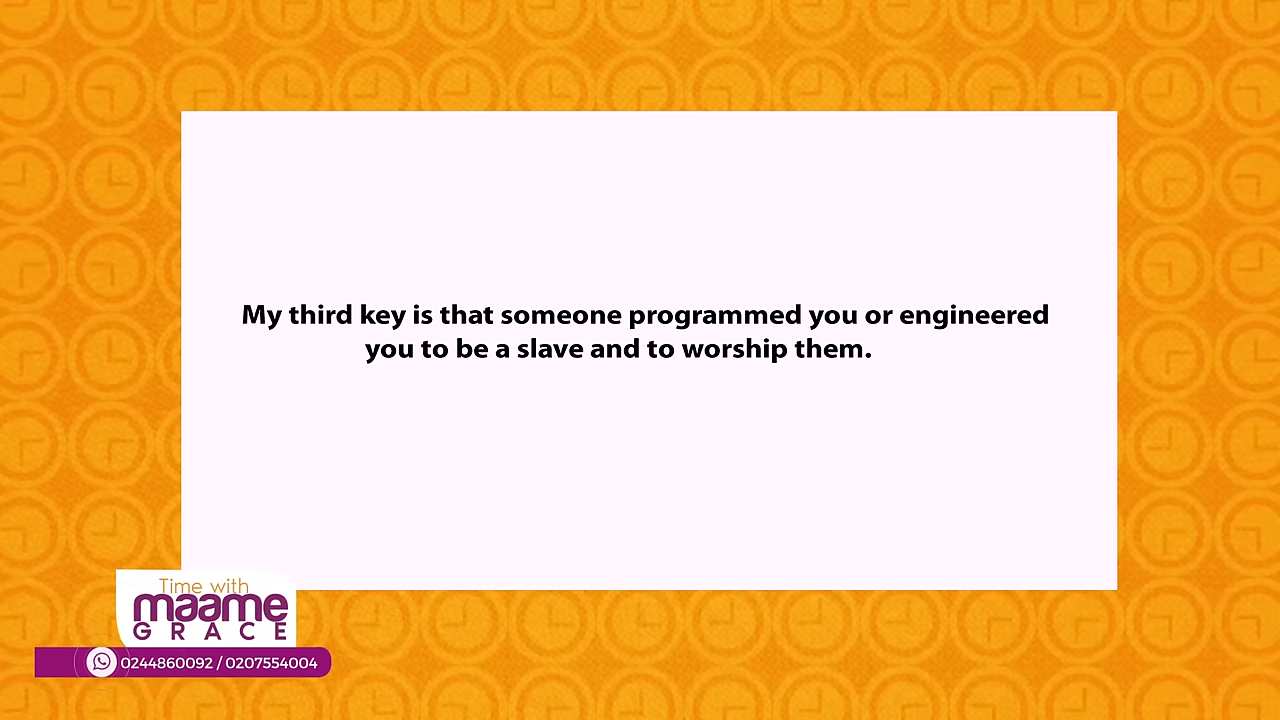 My third key is that someone programmed you or engineered
you to be a slave and to worship them.
Time with
maame
GRACE
0244860092 / 0207554004